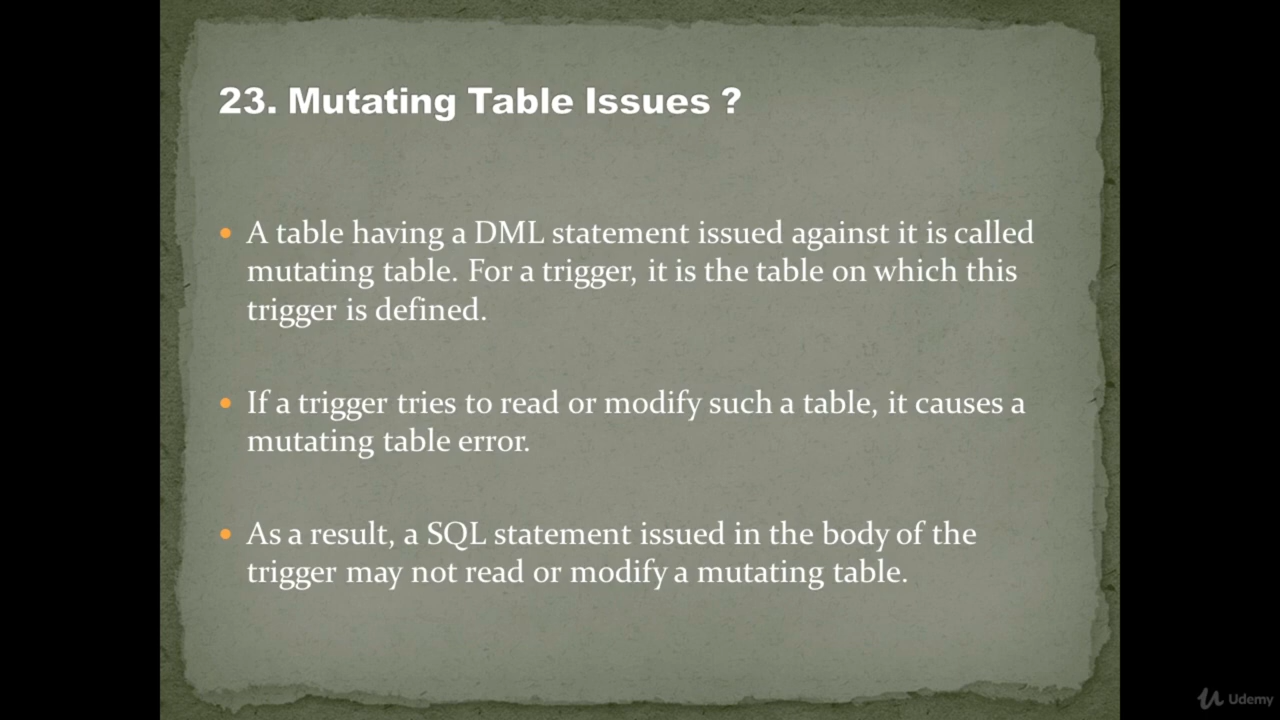 23. Mutating Table Issues ?
• A table having a DML statement issued against it is called
mutating table. For a trigger, it is the table on which this
trigger is defined.
• If a trigger tries to read or modify such a table, it causes a
mutating table error.
• As a result, a SQL statement issued in the body of the
trigger may not read or modify a mutating table.
Udemy